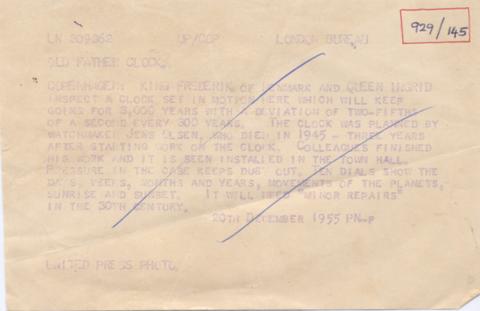 929/145
LN 209362 UP/COP LONDON BUREAU
OLD FATHER CLOCK.
COPENHAGEN: KING FREDERIK OF DENMARK AND QUEEN INGRID
INSPECT A CLOCK SET IN MOTION HERE WHICH WILL KEEP
GOING FOR 3,000 YEARS WITH A DEVIATION OF TWO-FIFTHS
OF A SECOND EVERY 300 YEARS. THE CLOCK WAS PLANNED BY
WATCHMAKER JENS OLSEN, WHO DIED IN 1945 - THREE YEARS
AFTER STARTING WORK ON THE CLOCK. COLLEAGUES FINISHED
HIS WORK AND IT IS BEEN INSTALLED IN THE TOWN HALL.
PRESSURE IN THE CASE KEEPS DUST OUT. TEN DIALS SHOW THE
DAYS, WEEKS, MONTHS AND YEARS, MOVEMENTS OF THE PLANETS,
SUNRISE AND SUNSET. IT WILL NEED "MINOR REPAIRS"
IN THE 30TH CENTURY. 20TH DECEMBER 1955 PN-P
UNITED PRESS PHOTO.